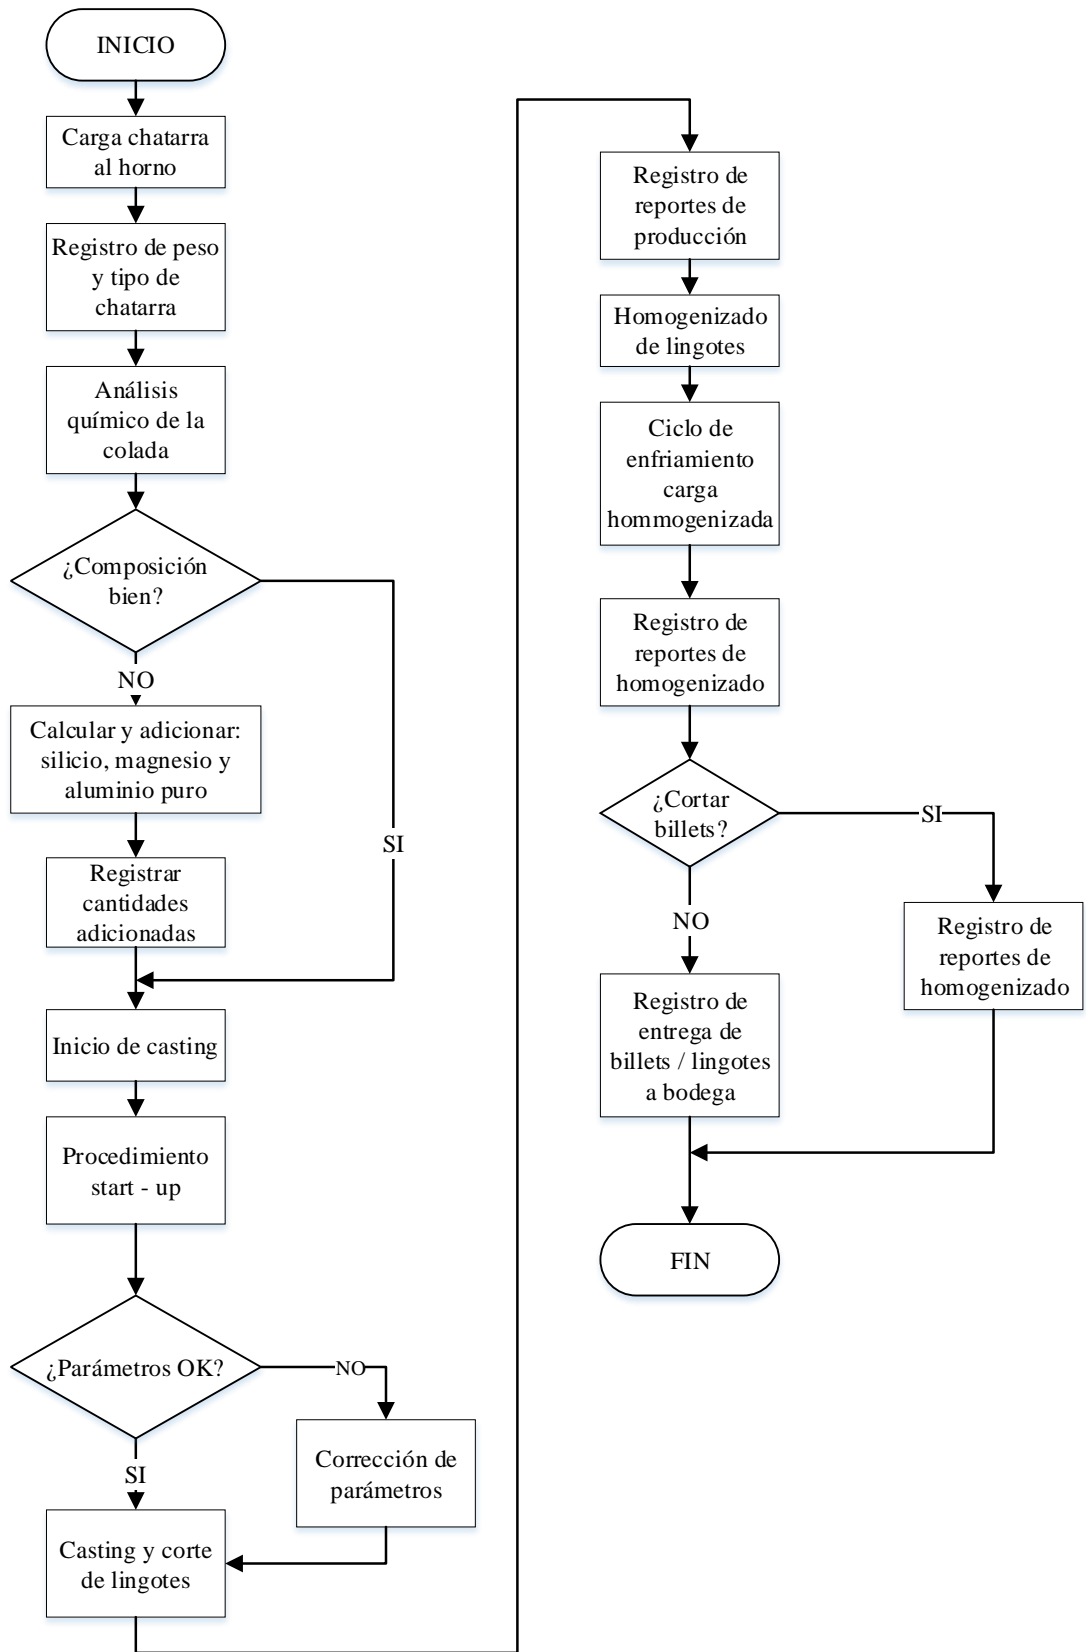 INICIO
Carga chatarra
al horno
Registro de peso
y tipo de
chatarra
Análisis
químico de la
colada
¿Composición
bien?
NO
SI
Calcular y adicionar:
silicio, magnesio y
aluminio puro
Registrar
cantidades
adicionadas
Inicio de casting
Procedimiento
start - up
¿Parámetros OK?
NO
SI
Corrección de
parámetros
Casting y corte
de lingotes
Registro de
reportes de
producción
Homogenizado
de lingotes
Ciclo de
enfriamiento
carga
hommogenizada
Registro de
reportes de
homogenizado
¿Cortar
billets?
SI
NO
Registro de
reportes de
homogenizado
Registro de
entrega de
billets / lingotes
a bodega
FIN